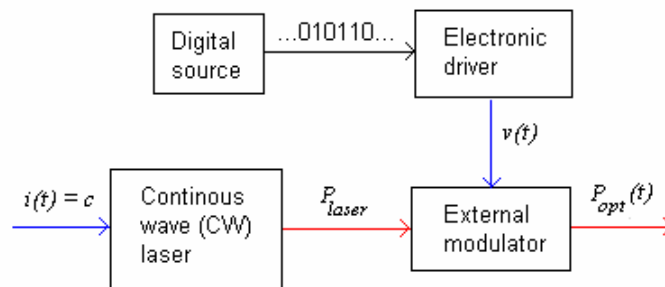 Digital
source
...010110...
Electronic
driver
v(t)
i(t) = c
Continous
wave (CW)
laser
P_laser
External
modulator
P_opt(t)